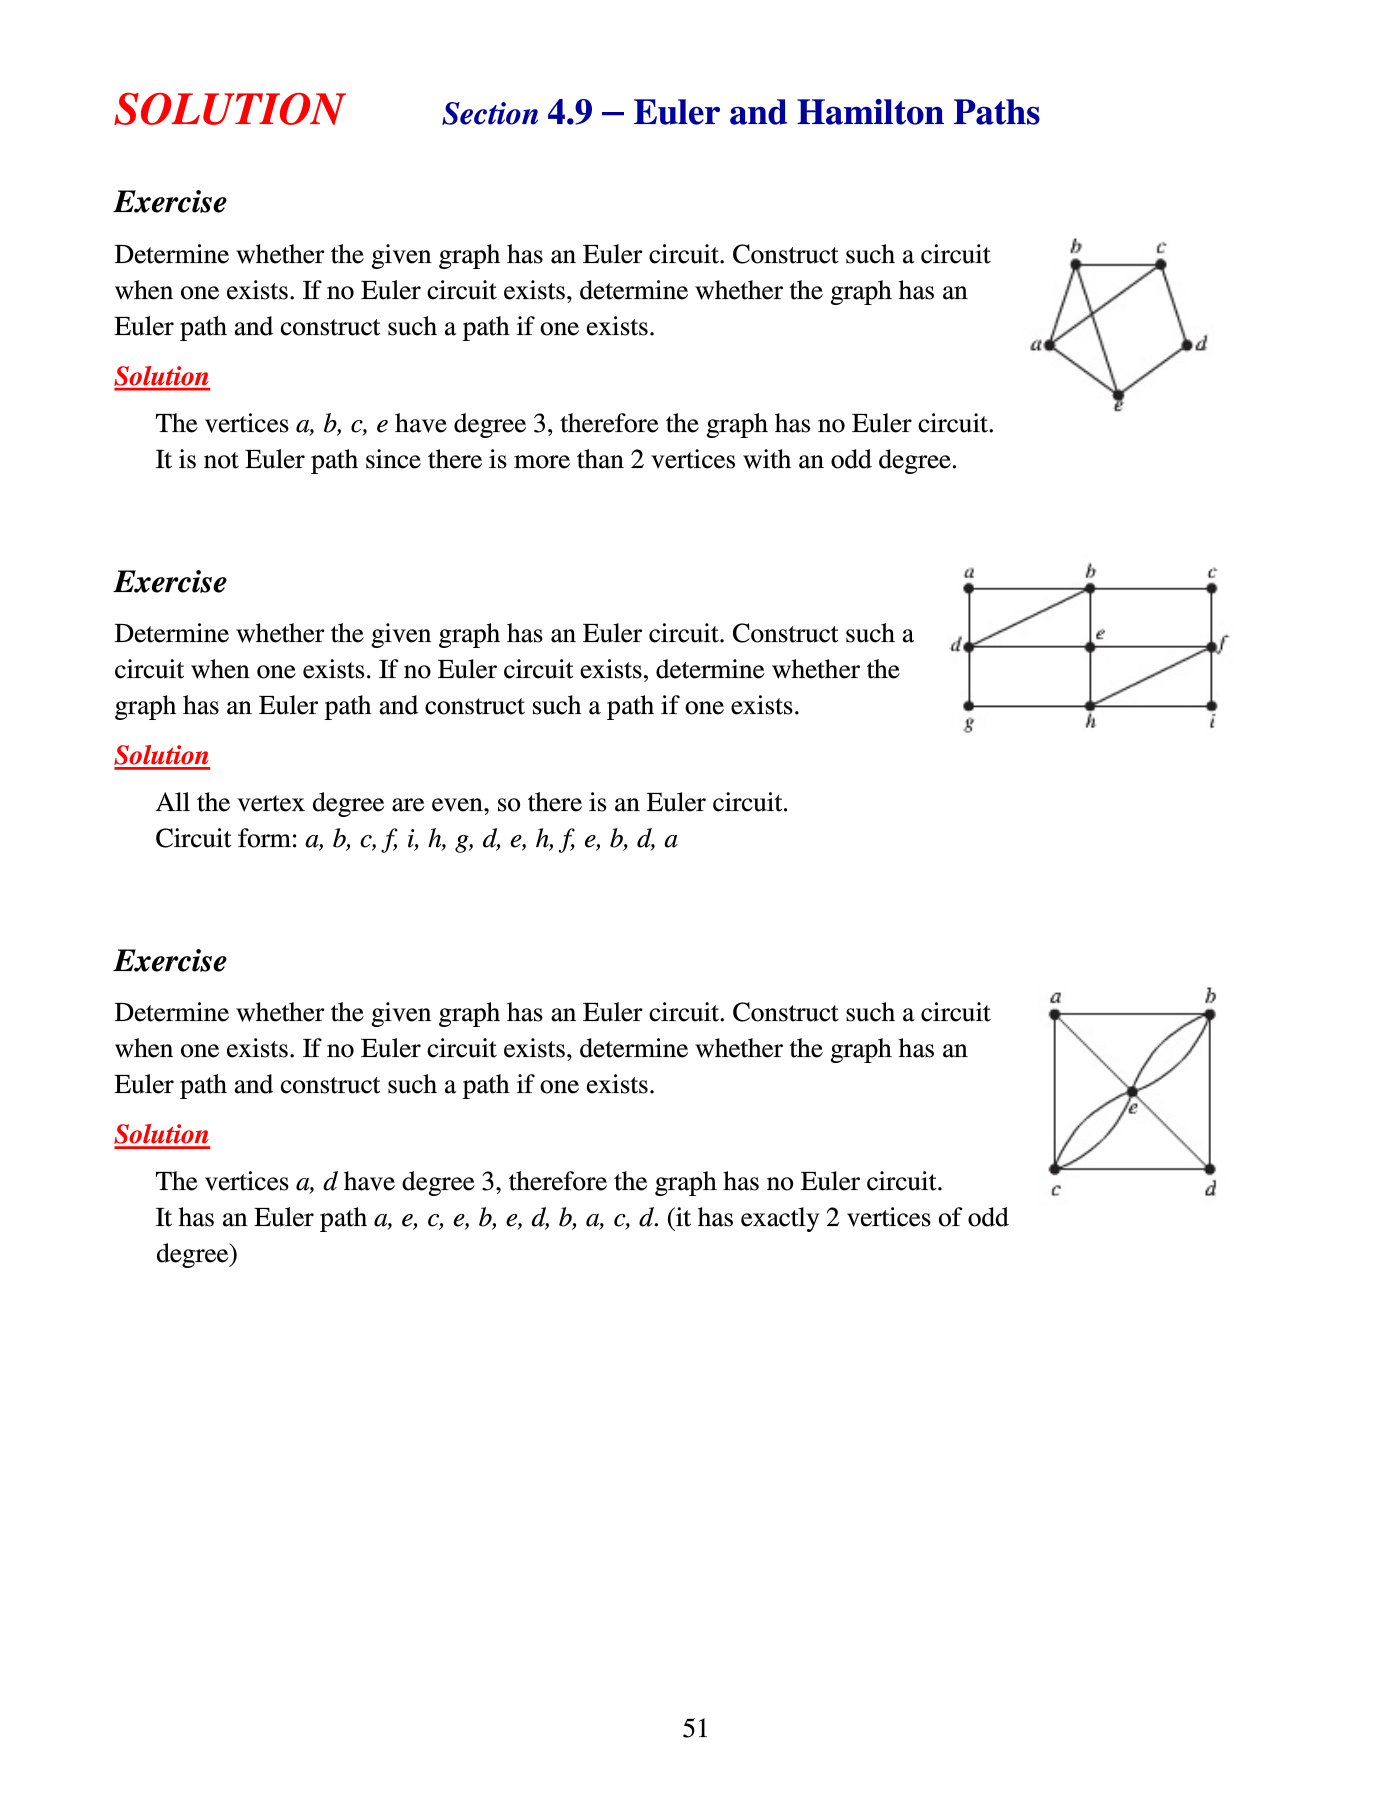 SOLUTION Section 4.9 – Euler and Hamilton Paths
Exercise
Determine whether the given graph has an Euler circuit. Construct such a circuit
when one exists. If no Euler circuit exists, determine whether the graph has an
Euler path and construct such a path if one exists.
b c
a d
e
Solution
The vertices a, b, c, e have degree 3, therefore the graph has no Euler circuit.
It is not Euler path since there is more than 2 vertices with an odd degree.
Exercise
Determine whether the given graph has an Euler circuit. Construct such a
circuit when one exists. If no Euler circuit exists, determine whether the
graph has an Euler path and construct such a path if one exists.
a b c
d e f
g h i
Solution
All the vertex degree are even, so there is an Euler circuit.
Circuit form: a, b, c, f, i, h, g, d, e, h, f, e, b, d, a
Exercise
Determine whether the given graph has an Euler circuit. Construct such a circuit
when one exists. If no Euler circuit exists, determine whether the graph has an
Euler path and construct such a path if one exists.
a b
e
c d
Solution
The vertices a, d have degree 3, therefore the graph has no Euler circuit.
It has an Euler path a, e, c, e, b, e, d, b, a, c, d. (it has exactly 2 vertices of odd
degree)
51